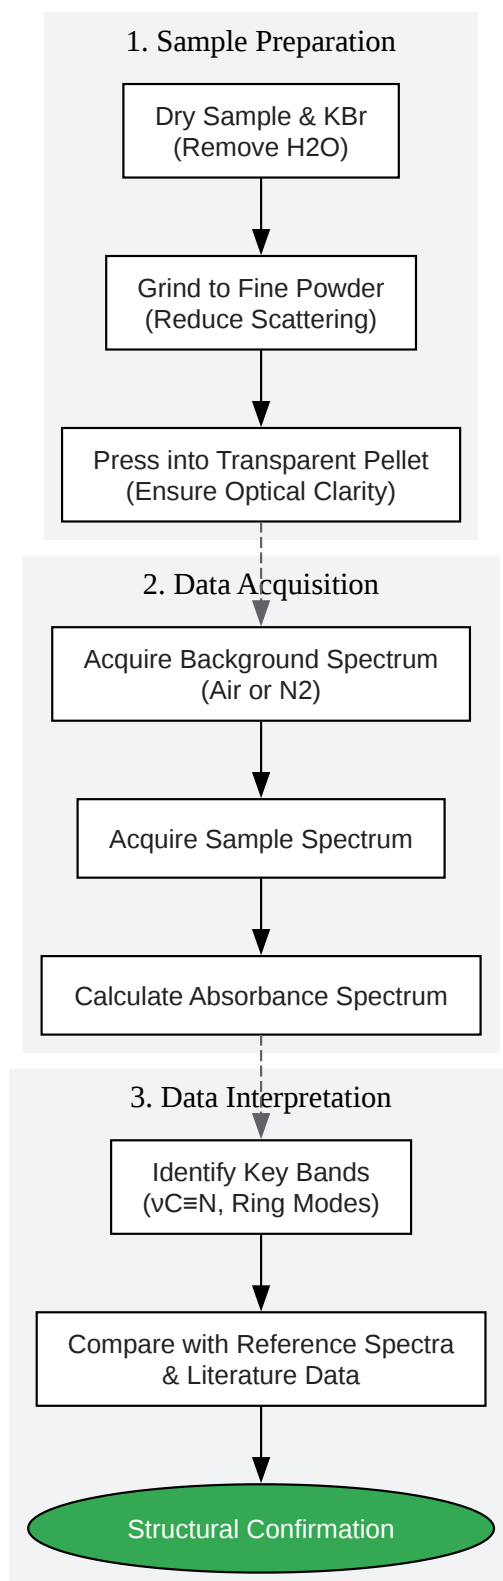 1. Sample Preparation
Dry Sample & KBr
(Remove H2O)
Grind to Fine Powder
(Reduce Scattering)
Press into Transparent Pellet
(Ensure Optical Clarity)
2. Data Acquisition
Acquire Background Spectrum
(Air or N2)
Acquire Sample Spectrum
Calculate Absorbance Spectrum
3. Data Interpretation
Identify Key Bands
(νC≡N, Ring Modes)
Compare with Reference Spectra
& Literature Data
Structural Confirmation